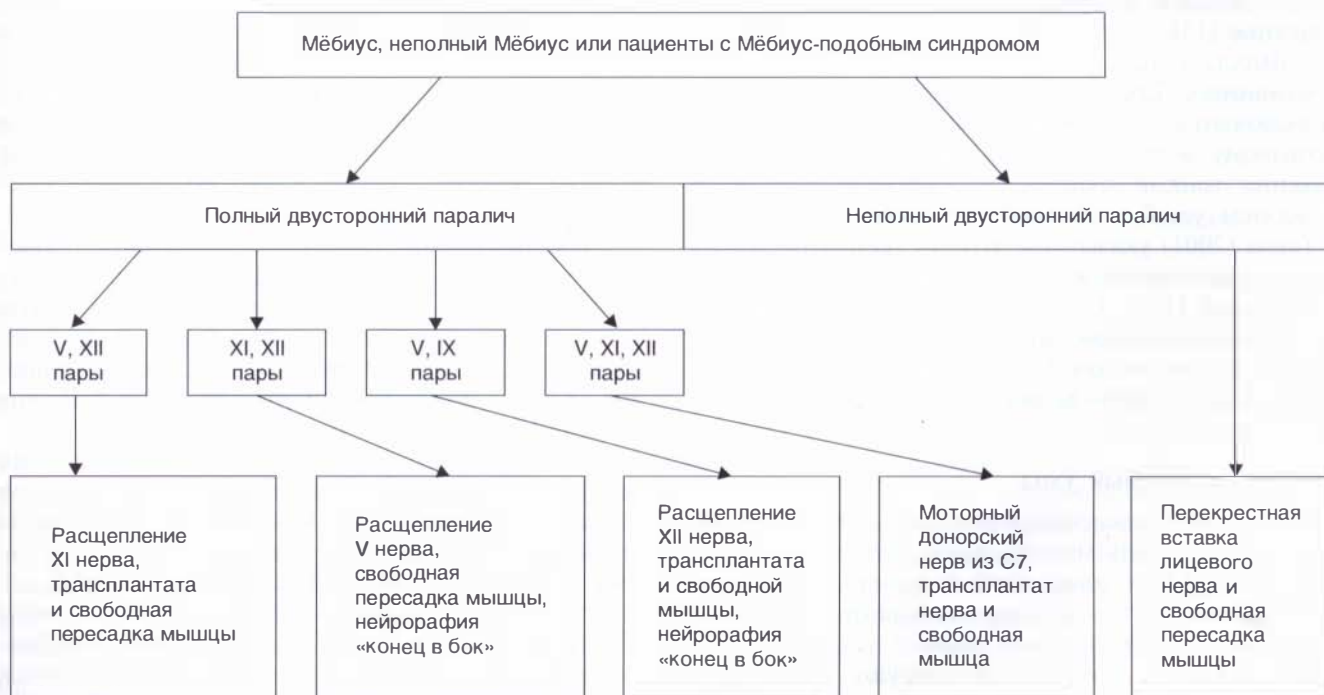 Мёбиус, неполный Мёбиус или пациенты с Мёбиус-подобным синдромом
Полный двусторонний паралич
Неполный двусторонний паралич
V, XII
пары
XI, XII
пары
V, IX
пары
V, XI, XII
пары
Расщепление
XI нерва,
трансплантата
и свободная
пересадка мышцы
Расщепление
V нерва,
свободная
пересадка мышцы,
нейрорафия
«конец в бок»
Расщепление
XII нерва,
трансплантата
и свободной
мышцы,
нейрорафия
«конец в бок»
Моторный
донорский
нерв из С7,
трансплантат
нерва и
свободная
мышца
Перекрестная
вставка
лицевого
нерва и
свободная
пересадка
мышцы